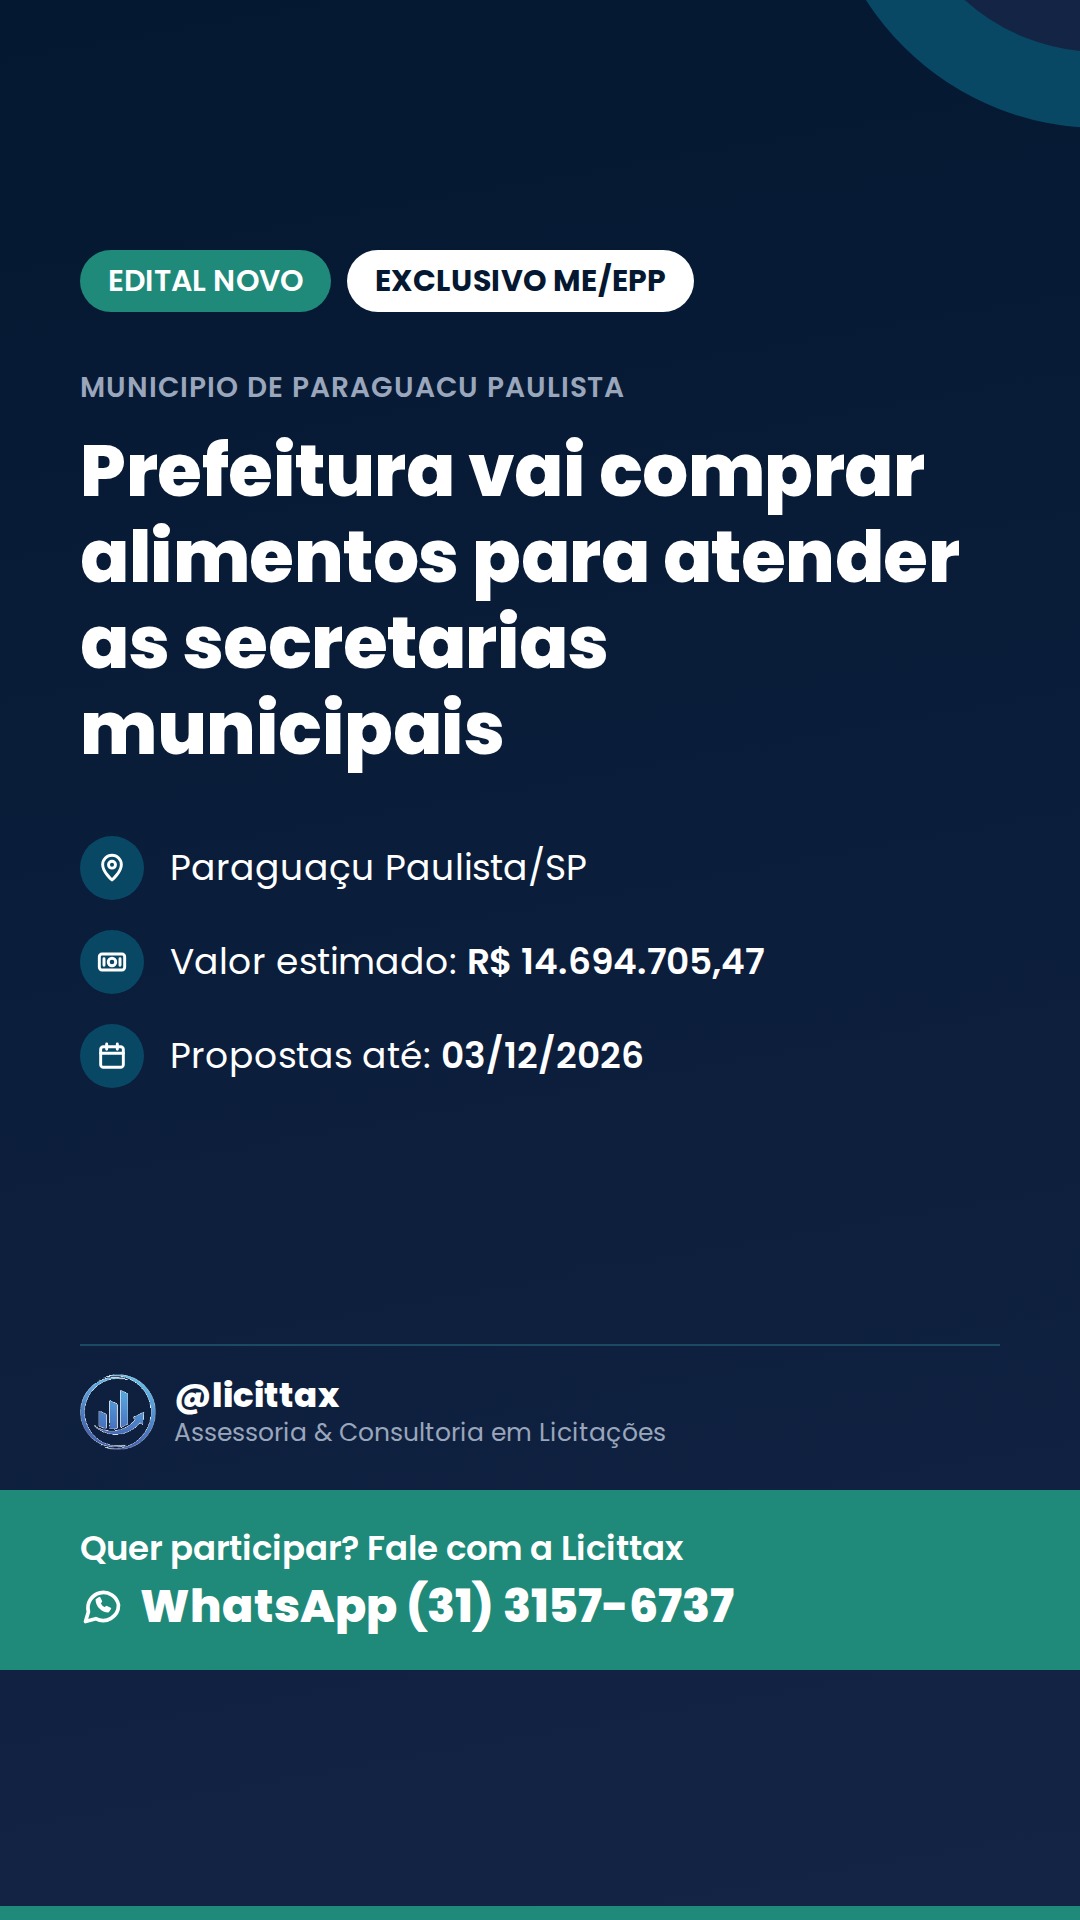 EDITAL NOVO
EXCLUSIVO ME/EPP
MUNICIPIO DE PARAGUACU PAULISTA
Prefeitura vai comprar
alimentos para atender
as secretarias
municipais
Paraguaçu Paulista/SP
Valor estimado: R$ 14.694.705,47
Propostas até: 03/12/2026
@licittax
Assessoria & Consultoria em Licitações
Quer participar? Fale com a Licittax
WhatsApp (31) 3157-6737